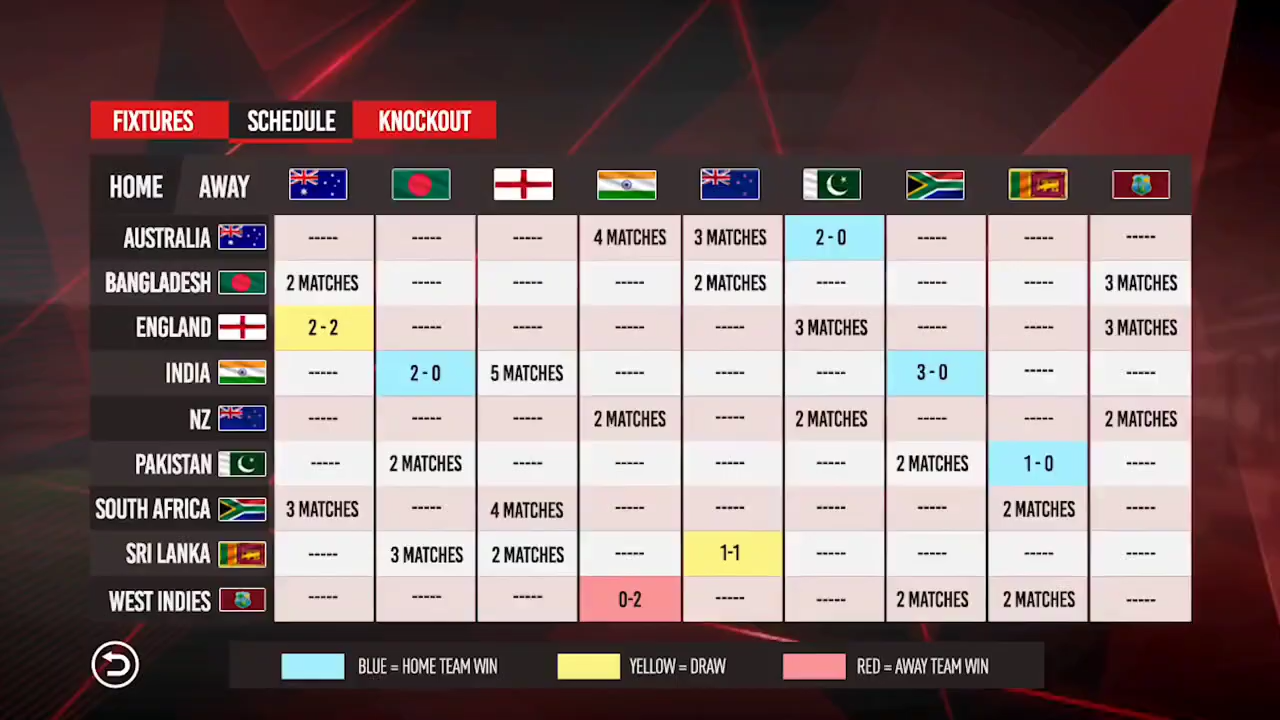 FIXTURES SCHEDULE KNOCKOUT
HOME AWAY
AUSTRALIA ----- ----- ----- 4 MATCHES 3 MATCHES 2 - 0 ----- ----- -----
BANGLADESH 2 MATCHES ----- ----- ----- 2 MATCHES ----- ----- ----- 3 MATCHES
ENGLAND 2 - 2 ----- ----- ----- ----- 3 MATCHES ----- ----- 3 MATCHES
INDIA ----- 2 - 0 5 MATCHES ----- ----- ----- 3 - 0 ----- -----
NZ ----- ----- ----- 2 MATCHES ----- 2 MATCHES ----- ----- 2 MATCHES
PAKISTAN ----- 2 MATCHES ----- ----- ----- ----- 2 MATCHES 1 - 0 -----
SOUTH AFRICA 3 MATCHES ----- 4 MATCHES ----- ----- ----- ----- 2 MATCHES -----
SRI LANKA ----- 3 MATCHES 2 MATCHES ----- 1-1 ----- ----- ----- -----
WEST INDIES ----- ----- ----- 0-2 ----- ----- 2 MATCHES 2 MATCHES -----
BLUE = HOME TEAM WIN YELLOW = DRAW RED = AWAY TEAM WIN